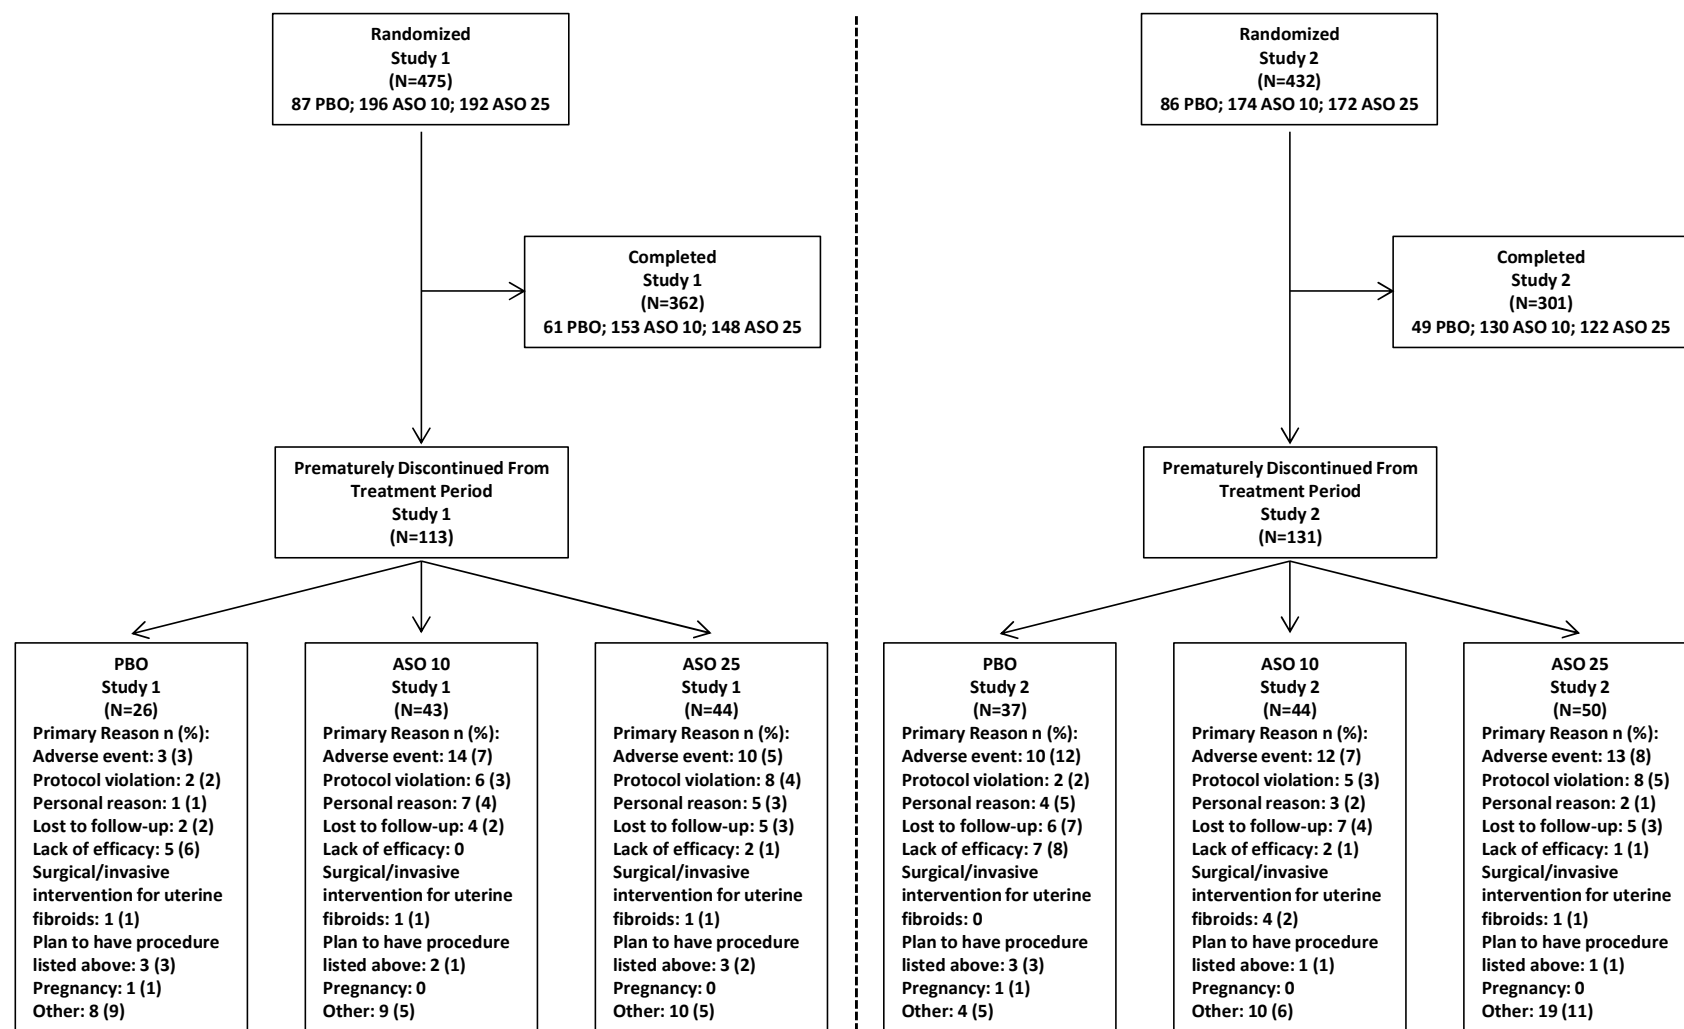 Randomized
Study 1
(N=475)
87 PBO; 196 ASO 10; 192 ASO 25
Completed
Study 1
(N=362)
61 PBO; 153 ASO 10; 148 ASO 25
Prematurely Discontinued From
Treatment Period
Study 1
(N=113)
PBO
Study 1
(N=26)
Primary Reason n (%):
Adverse event: 3 (3)
Protocol violation: 2 (2)
Personal reason: 1 (1)
Lost to follow-up: 2 (2)
Lack of efficacy: 5 (6)
Surgical/invasive
intervention for uterine
fibroids: 1 (1)
Plan to have procedure
listed above: 3 (3)
Pregnancy: 1 (1)
Other: 8 (9)
ASO 10
Study 1
(N=43)
Primary Reason n (%):
Adverse event: 14 (7)
Protocol violation: 6 (3)
Personal reason: 7 (4)
Lost to follow-up: 4 (2)
Lack of efficacy: 0
Surgical/invasive
intervention for uterine
fibroids: 1 (1)
Plan to have procedure
listed above: 2 (1)
Pregnancy: 0
Other: 9 (5)
ASO 25
Study 1
(N=44)
Primary Reason n (%):
Adverse event: 10 (5)
Protocol violation: 8 (4)
Personal reason: 5 (3)
Lost to follow-up: 5 (3)
Lack of efficacy: 2 (1)
Surgical/invasive
intervention for uterine
fibroids: 1 (1)
Plan to have procedure
listed above: 3 (2)
Pregnancy: 0
Other: 10 (5)
Randomized
Study 2
(N=432)
86 PBO; 174 ASO 10; 172 ASO 25
Completed
Study 2
(N=301)
49 PBO; 130 ASO 10; 122 ASO 25
Prematurely Discontinued From
Treatment Period
Study 2
(N=131)
PBO
Study 2
(N=37)
Primary Reason n (%):
Adverse event: 10 (12)
Protocol violation: 2 (2)
Personal reason: 4 (5)
Lost to follow-up: 6 (7)
Lack of efficacy: 7 (8)
Surgical/invasive
intervention for uterine
fibroids: 0
Plan to have procedure
listed above: 3 (3)
Pregnancy: 1 (1)
Other: 4 (5)
ASO 10
Study 2
(N=44)
Primary Reason n (%):
Adverse event: 12 (7)
Protocol violation: 5 (3)
Personal reason: 3 (2)
Lost to follow-up: 7 (4)
Lack of efficacy: 2 (1)
Surgical/invasive
intervention for uterine
fibroids: 4 (2)
Plan to have procedure
listed above: 1 (1)
Pregnancy: 0
Other: 10 (6)
ASO 25
Study 2
(N=50)
Primary Reason n (%):
Adverse event: 13 (8)
Protocol violation: 8 (5)
Personal reason: 2 (1)
Lost to follow-up: 5 (3)
Lack of efficacy: 1 (1)
Surgical/invasive
intervention for uterine
fibroids: 1 (1)
Plan to have procedure
listed above: 1 (1)
Pregnancy: 0
Other: 19 (11)